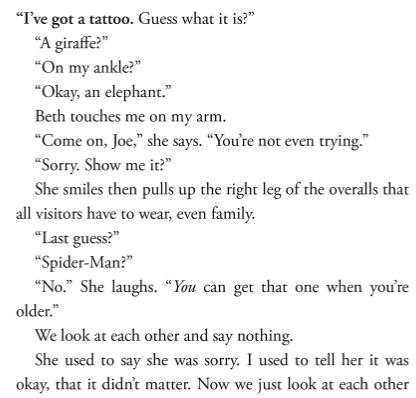 “I’ve got a tattoo. Guess what it is?”
“A giraffe?”
“On my ankle?”
“Okay, an elephant.”
Beth touches me on my arm.
“Come on, Joe,” she says. “You’re not even trying.”
“Sorry. Show me it?”
She smiles then pulls up the right leg of the overalls that
all visitors have to wear, even family.
“Last guess?”
“Spider-Man?”
“No.” She laughs. “You can get that one when you’re
older.”
We look at each other and say nothing.
She used to say she was sorry. I used to tell her it was
okay, that it didn’t matter. Now we just look at each other